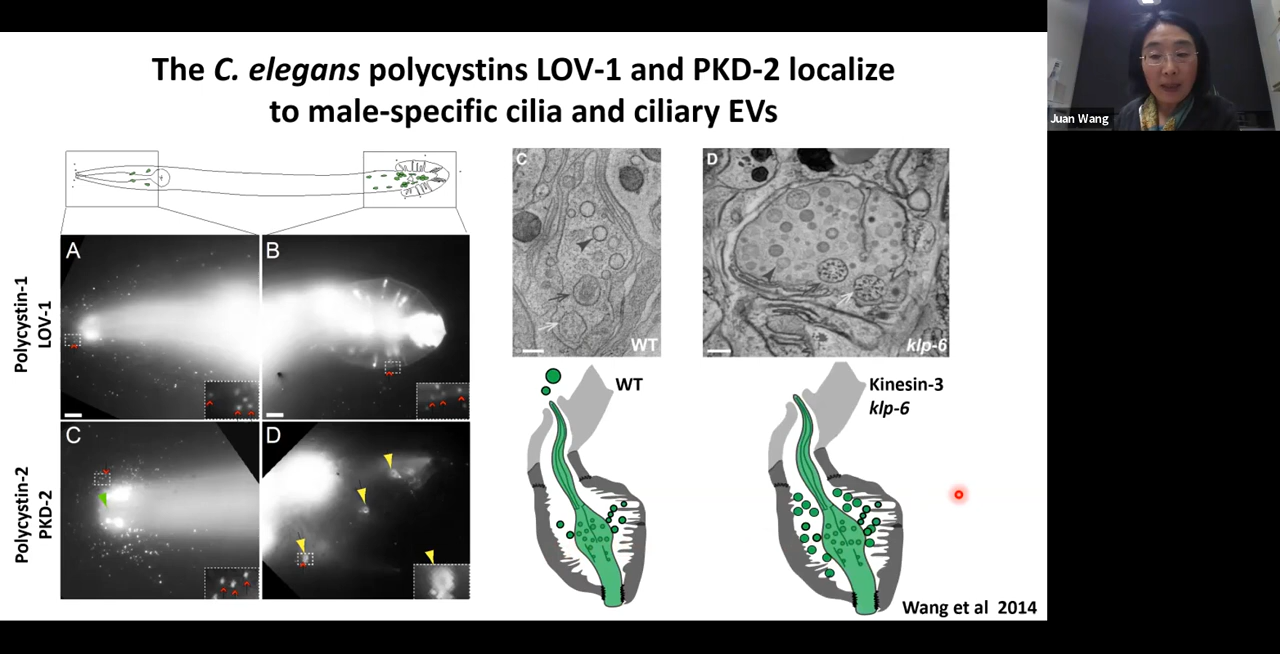 The C. elegans polycystins LOV-1 and PKD-2 localize
to male-specific cilia and ciliary EVs
Juan Wang
Polycystin-1
LOV-1
A
B
Polycystin-2
PKD-2
C
D
C
WT
D
klp-6
WT
Kinesin-3
klp-6
Wang et al 2014